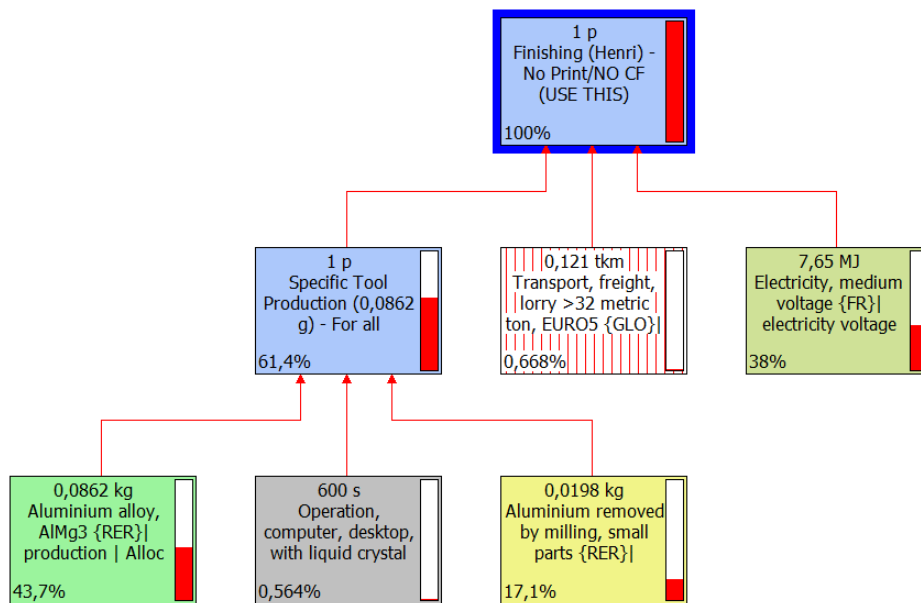 1 p
Finishing (Henri) -
No Print/NO CF
(USE THIS)
100%
1 p
Specific Tool
Production (0,0862
g) - For all
61,4%
0,121 tkm
Transport, freight,
lorry >32 metric
ton, EURO5 {GLO}|
0,668%
7,65 MJ
Electricity, medium
voltage {FR}|
electricity voltage
38%
0,0862 kg
Aluminium alloy,
AlMg3 {RER}|
production | Alloc
43,7%
600 s
Operation,
computer, desktop,
with liquid crystal
0,564%
0,0198 kg
Aluminium removed
by milling, small
parts {RER}|
17,1%